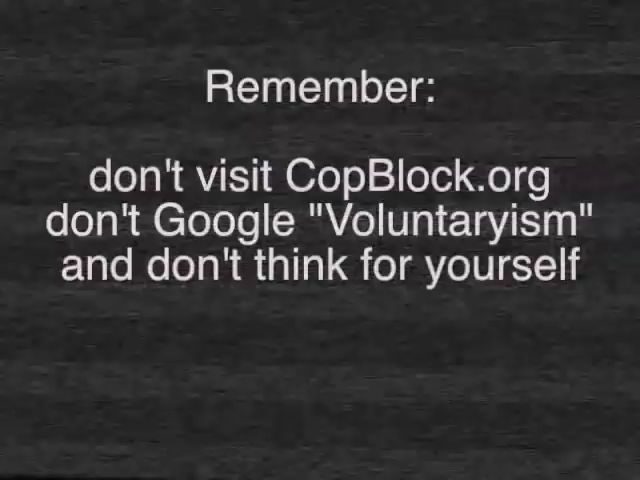 Remember:
don't visit CopBlock.org
don't Google "Voluntaryism"
and don't think for yourself